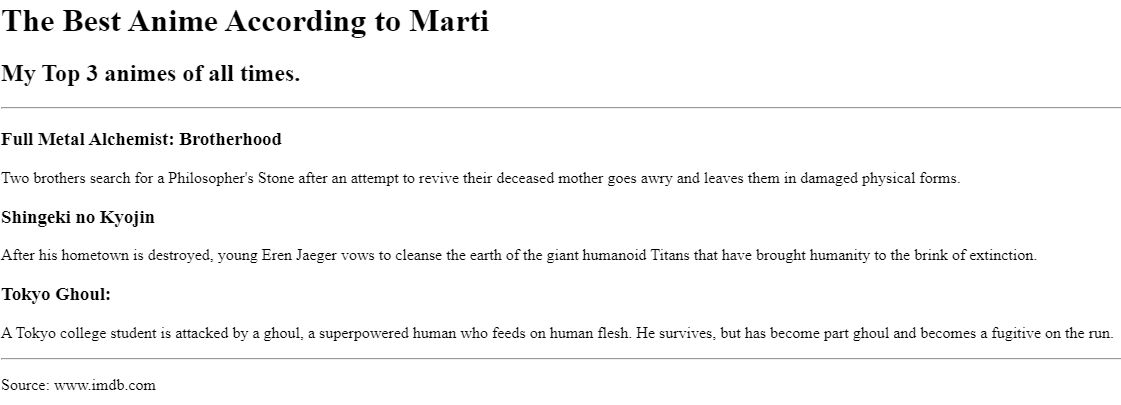 The Best Anime According to Marti
My Top 3 animes of all times.
Full Metal Alchemist: Brotherhood
Two brothers search for a Philosopher's Stone after an attempt to revive their deceased mother goes awry and leaves them in damaged physical forms.
Shingeki no Kyojin
After his hometown is destroyed, young Eren Jaeger vows to cleanse the earth of the giant humanoid Titans that have brought humanity to the brink of extinction.
Tokyo Ghoul:
A Tokyo college student is attacked by a ghoul, a superpowered human who feeds on human flesh. He survives, but has become part ghoul and becomes a fugitive on the run.
Source: www.imdb.com